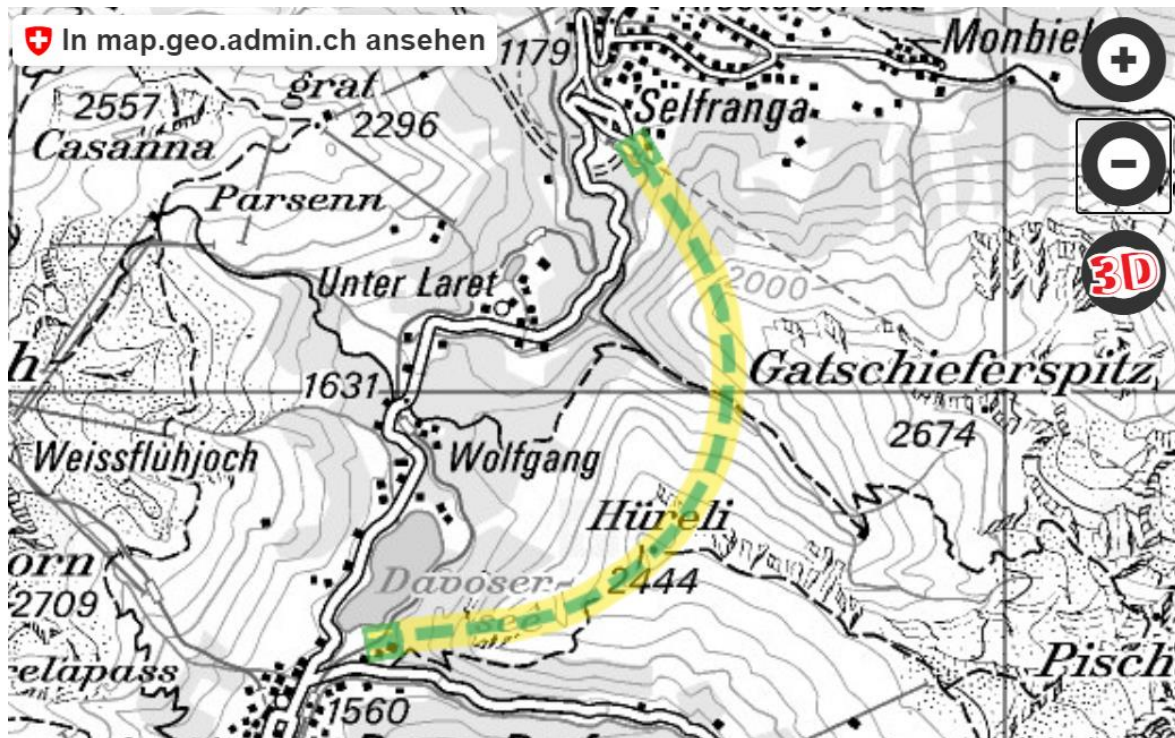 In map.geo.admin.ch ansehen
1179
Monbiel
grat
2557
2296
Selfranga
Casanna
Parsenn
3D
2000
Unter Laret
h
1631
Gatschieferspitz
2674
Weissflühjoch
Wolfgang
Hüreli
orn
Davoser-
2444
2709
see
Pisch
elapass
1560